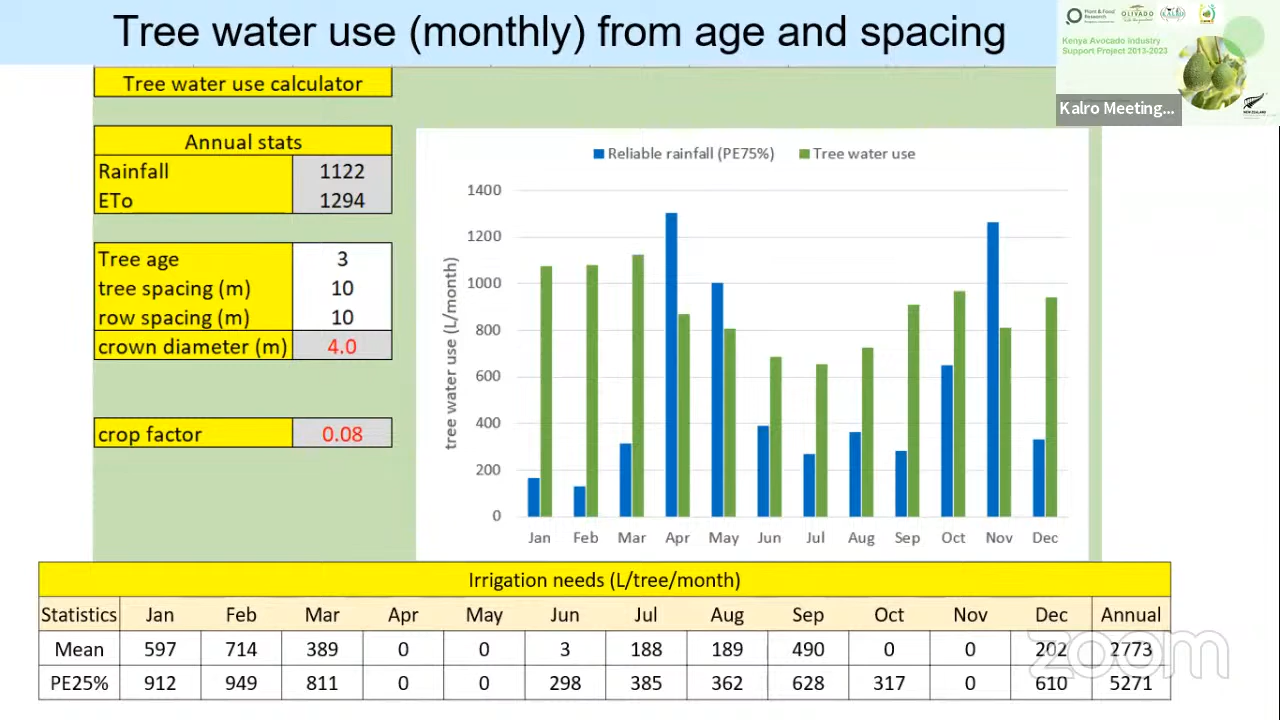 Tree water use (monthly) from age and spacing
Plant & Food
Research
OLIVADO
KALRO
Kenya Avocado Industry
Support Project 2013-2023
Kalro Meeting...
Tree water use calculator
Annual stats
Rainfall 1122
ETo 1294
Tree age 3
tree spacing (m) 10
row spacing (m) 10
crown diameter (m) 4.0
crop factor 0.08
Reliable rainfall (PE75%) Tree water use
tree water use (L/month)
1400
1200
1000
800
600
400
200
0
Jan Feb Mar Apr May Jun Jul Aug Sep Oct Nov Dec
Irrigation needs (L/tree/month)
Statistics Jan Feb Mar Apr May Jun Jul Aug Sep Oct Nov Dec Annual
Mean 597 714 389 0 0 3 188 189 490 0 0 202 2773
PE25% 912 949 811 0 0 298 385 362 628 317 0 610 5271
zoom